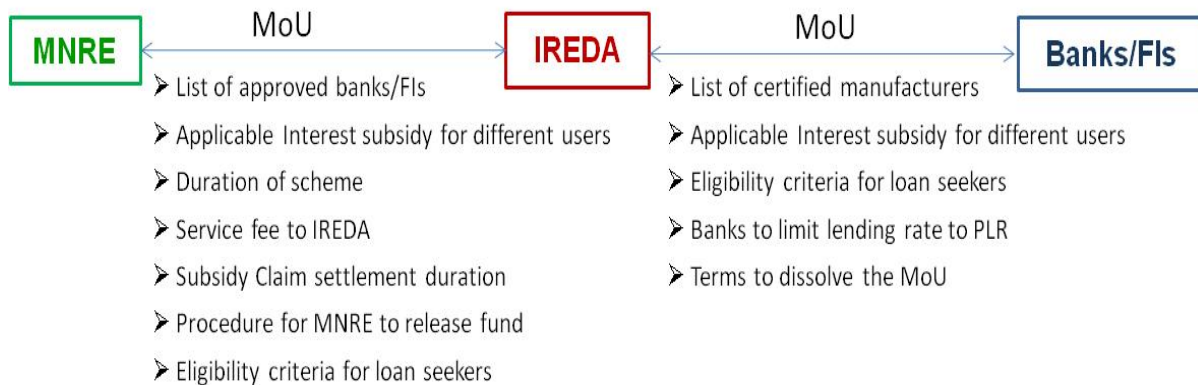 MoU
MoU
MNRE
IREDA
Banks/FIs
➢ List of approved banks/FIs
➢ Applicable Interest subsidy for different users
➢ Duration of scheme
➢ Service fee to IREDA
➢ Subsidy Claim settlement duration
➢ Procedure for MNRE to release fund
➢ Eligibility criteria for loan seekers
➢ List of certified manufacturers
➢ Applicable Interest subsidy for different users
➢ Eligibility criteria for loan seekers
➢ Banks to limit lending rate to PLR
➢ Terms to dissolve the MoU